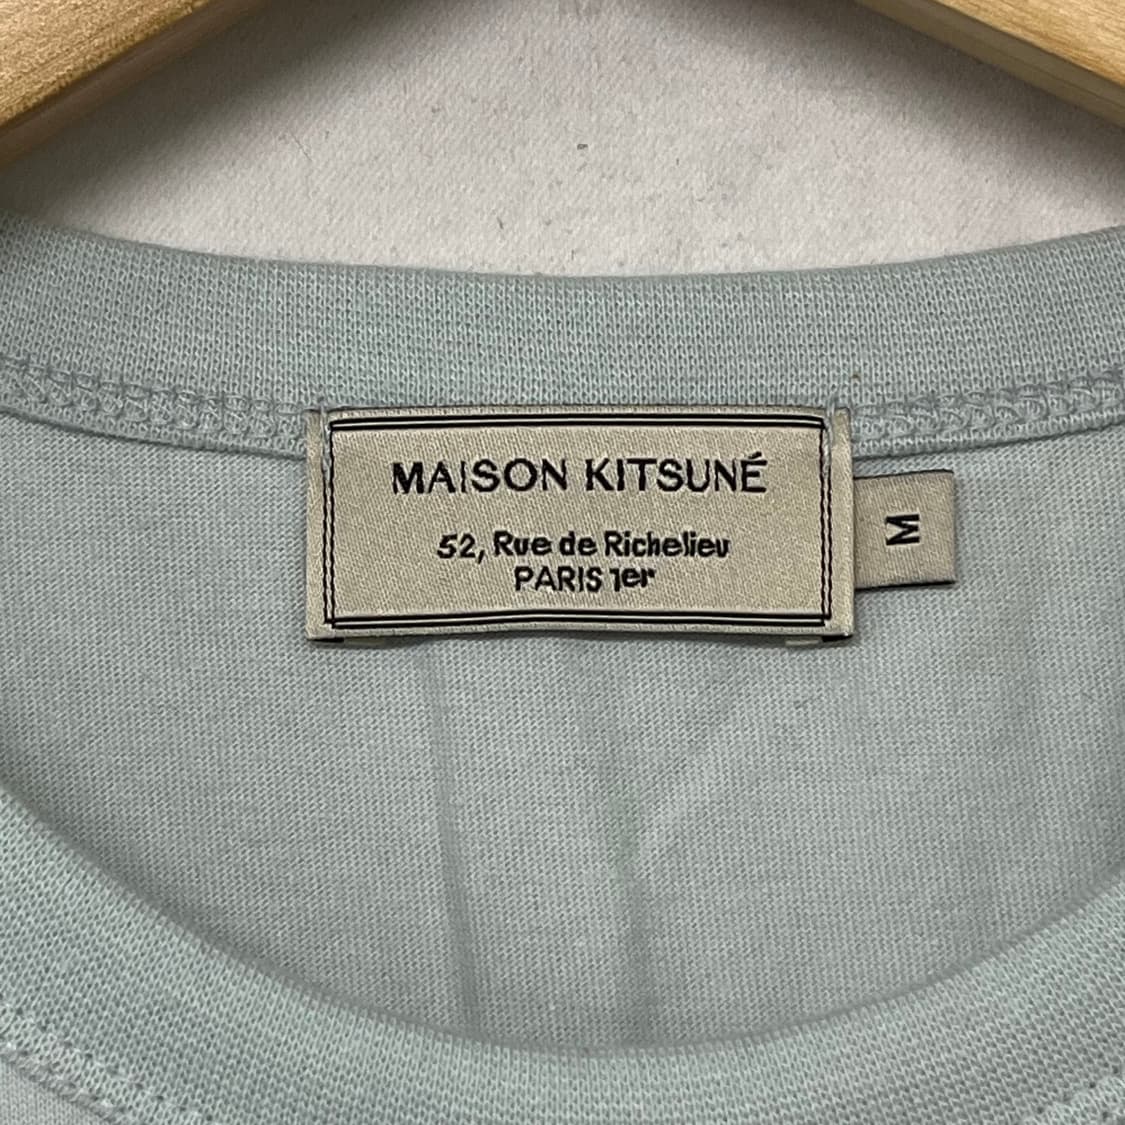 MAISON KITSUNÉ
52, Rue de Richelieu
PARIS 1er
M